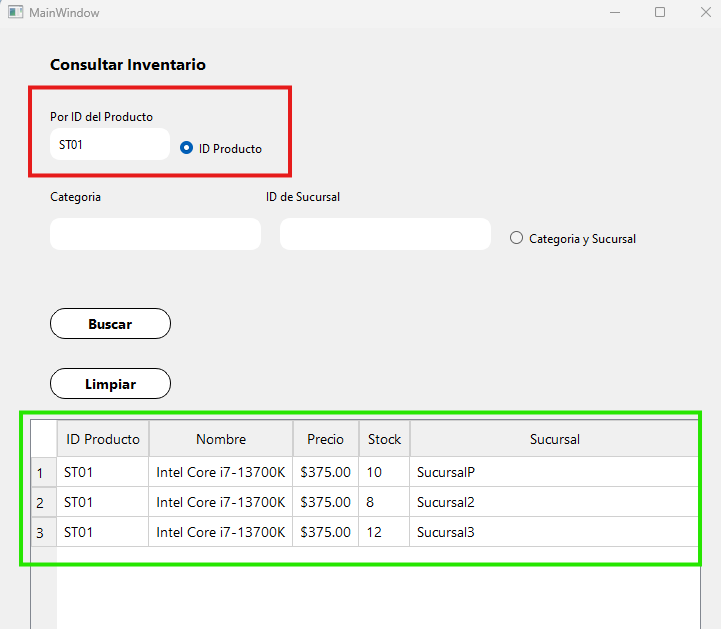 MainWindow
Consultar Inventario
Por ID del Producto
ST01 ID Producto
Categoria ID de Sucursal
Categoria y Sucursal
Buscar
Limpiar
ID Producto Nombre Precio Stock Sucursal
1 ST01 Intel Core i7-13700K $375.00 10 SucursalP
2 ST01 Intel Core i7-13700K $375.00 8 Sucursal2
3 ST01 Intel Core i7-13700K $375.00 12 Sucursal3